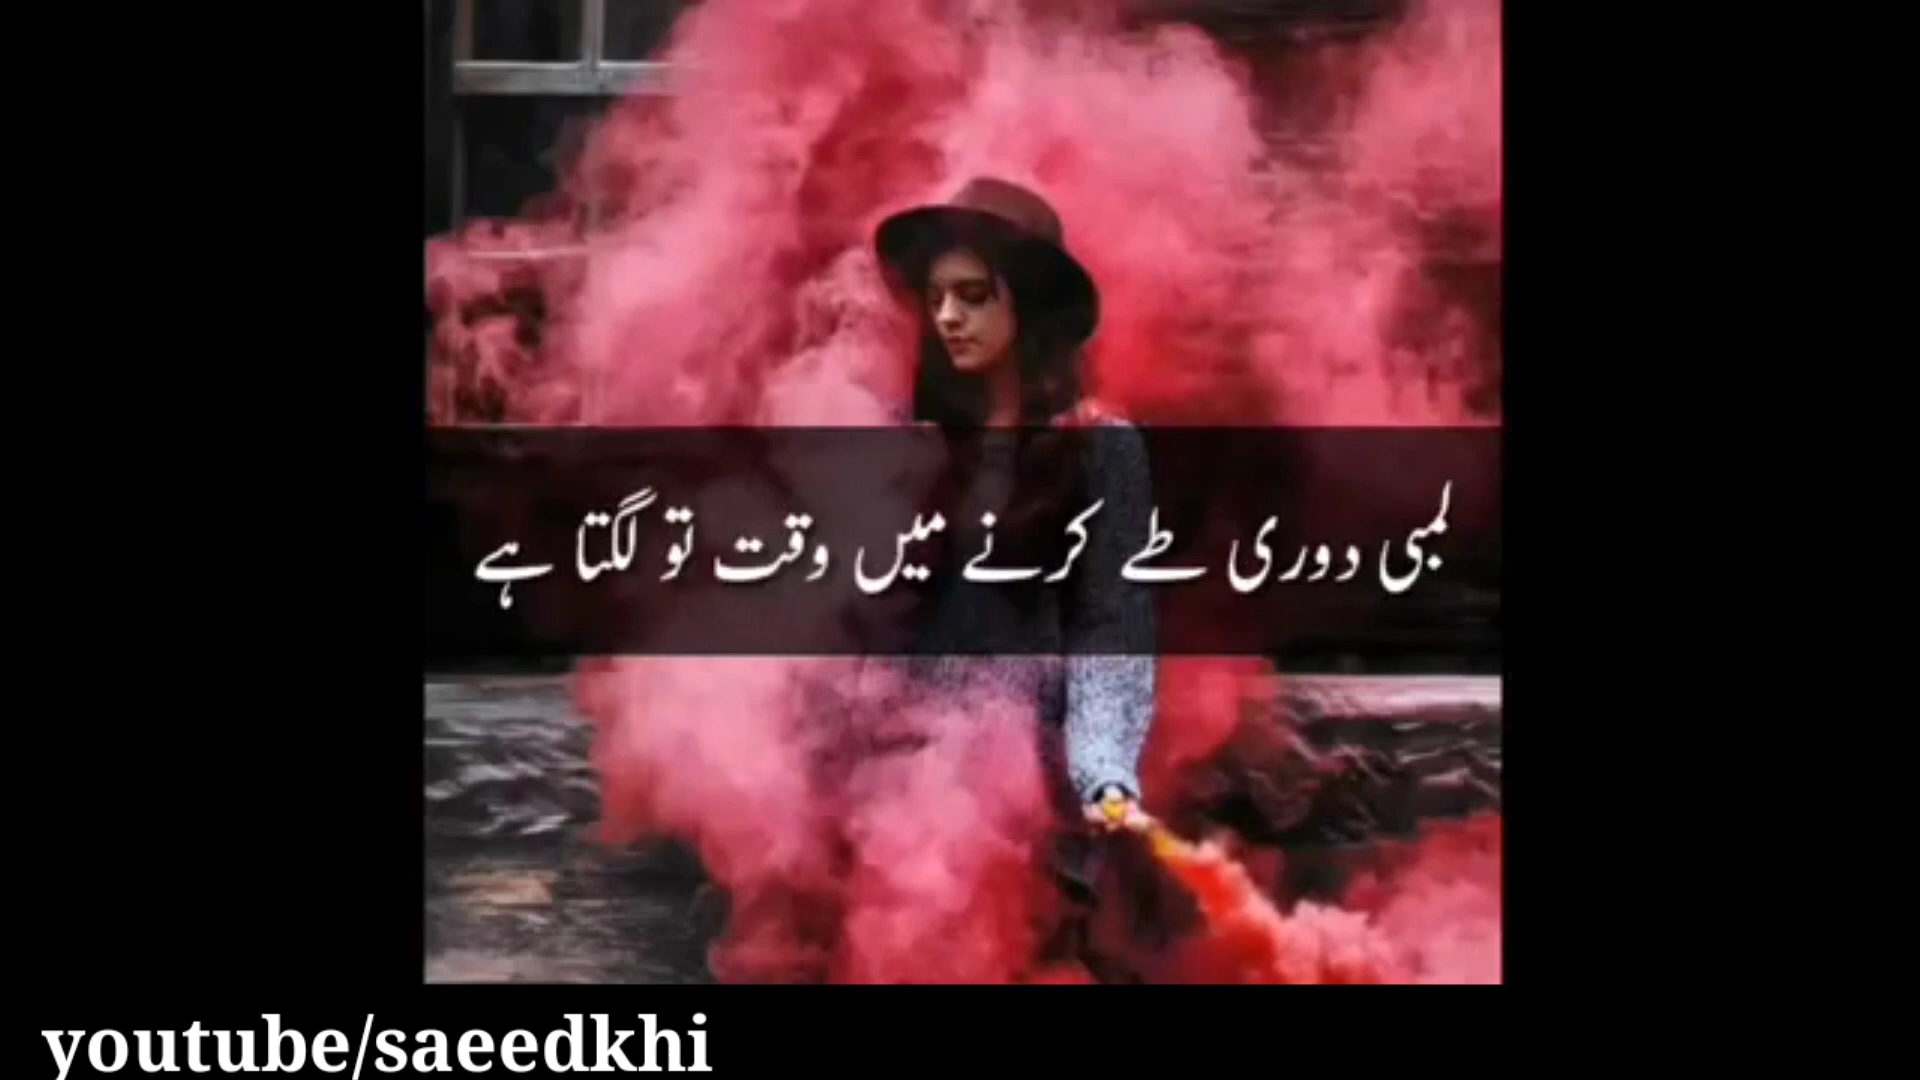 لمبی دوری طے کرنے میں وقت تو لگتا ہے
youtube/saeedkhi